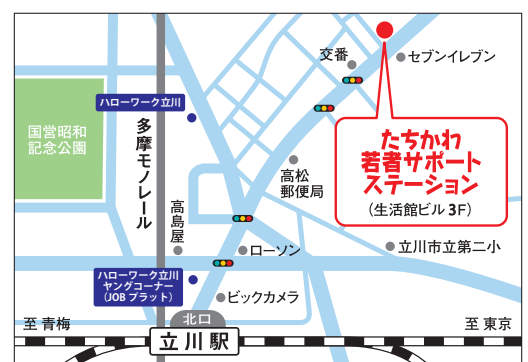 交番
セブンイレブン
ハローワーク立川
国営昭和
記念公園
多摩モノレール
たちかわ
若者サポート
ステーション
(生活館ビル3F)
高松
郵便局
高島屋
ローソン
立川市立第二小
ハローワーク立川
ヤングコーナー
(JOBプラット)
ビックカメラ
至 青梅
北口
至 東京
立川駅